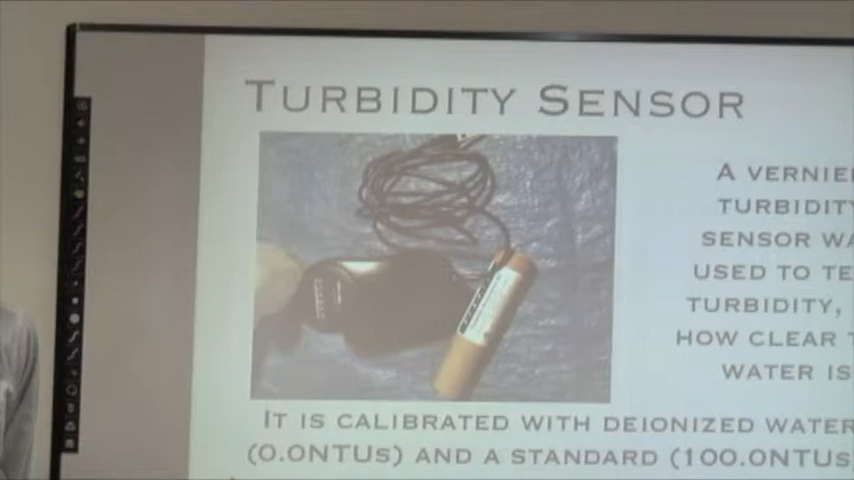 TURBIDITY SENSOR
A VERNIE
TURBIDITY
SENSOR WA
USED TO TE
TURBIDITY,
HOW CLEAR T
WATER IS
IT IS CALIBRATED WITH DEIONIZED WATER
(0.0NTUS) AND A STANDARD (100.0NTUS